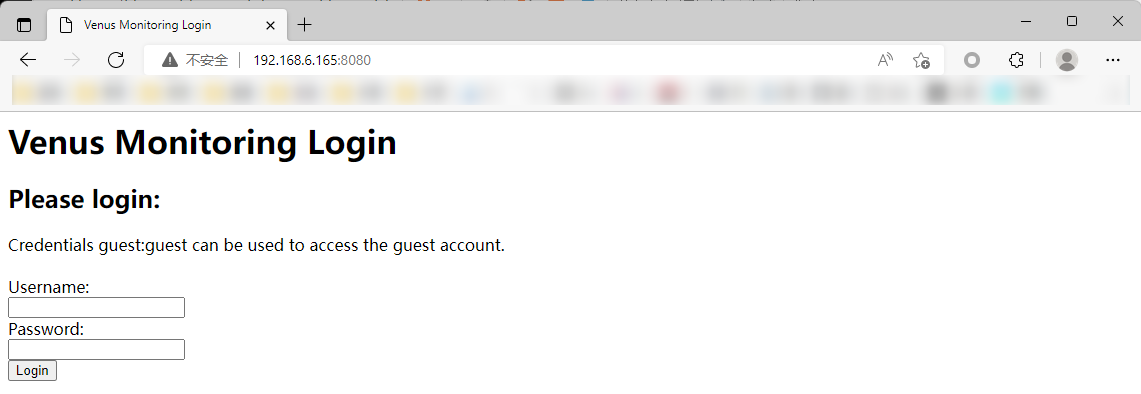 Venus Monitoring Login
不安全 192.168.6.165:8080
Venus Monitoring Login
Please login:
Credentials guest:guest can be used to access the guest account.
Username:
Password:
Login